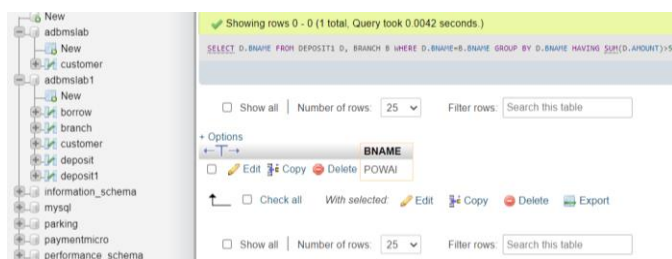 New
adbmslab
New
customer
adbmslab1
New
borrow
branch
customer
deposit
deposit1
information_schema
mysql
parking
paymentmicro
performance_schema
Showing rows 0 - 0 (1 total, Query took 0.0042 seconds.)
SELECT D.BNAME FROM DEPOSIT1 D, BRANCH B WHERE D.BNAME=B.BNAME GROUP BY D.BNAME HAVING SUM(D.AMOUNT)>5
Show all Number of rows: 25 Filter rows: Search this table
+ Options
←T→ BNAME
Edit Copy Delete POWAI
Check all With selected: Edit Copy Delete Export
Show all Number of rows: 25 Filter rows: Search this table